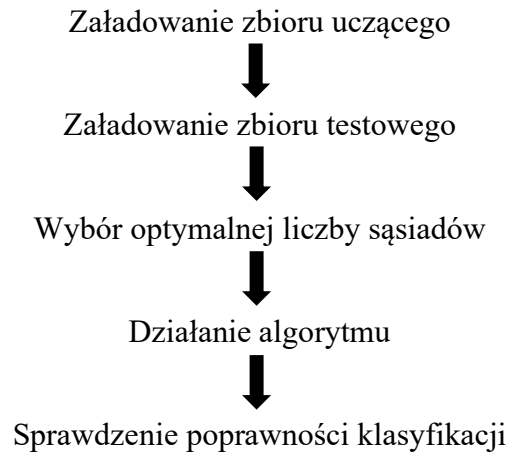 Załadowanie zbioru uczącego
Załadowanie zbioru testowego
Wybór optymalnej liczby sąsiadów
Działanie algorytmu
Sprawdzenie poprawności klasyfikacji